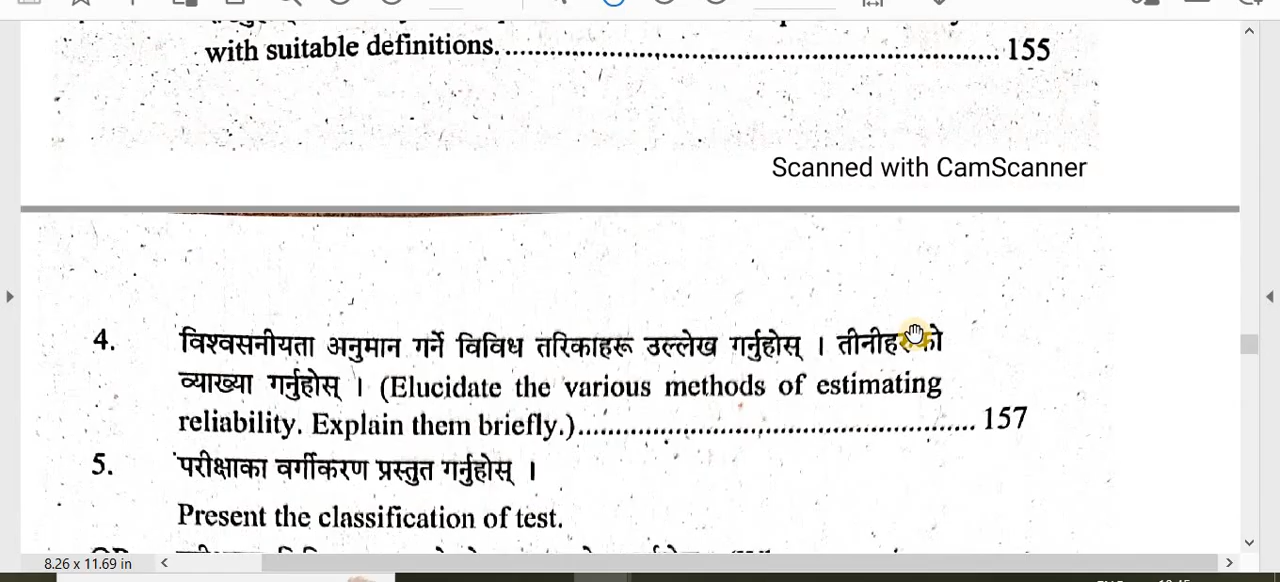 with suitable definitions. 155
Scanned with CamScanner
4. विश्वसनीयता अनुमान गर्ने विविध तरिकाहरू उल्लेख गर्नुहोस् । तीनीहरूको
व्याख्या गर्नुहोस् । (Elucidate the various methods of estimating
reliability. Explain them briefly.) 157
5. परीक्षाका वर्गीकरण प्रस्तुत गर्नुहोस् ।
Present the classification of test.
8.26 x 11.69 in